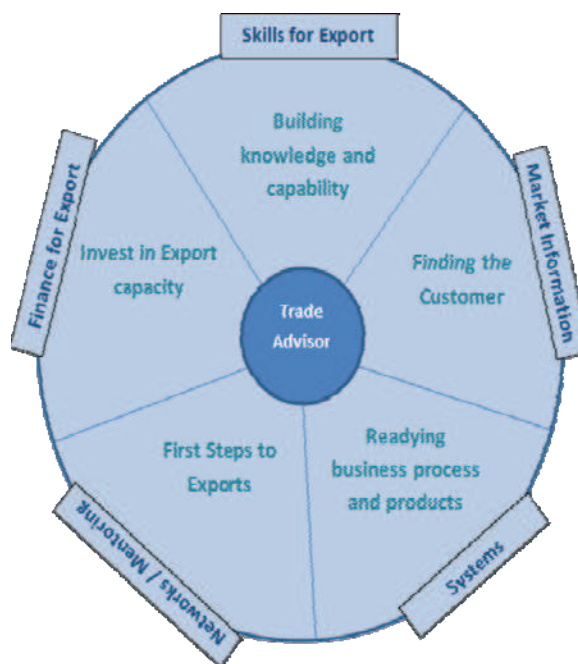 Skills for Export
Building
knowledge and
capability
Finance for Export
Market Information
Invest in Export
capacity
Finding the
Customer
Trade
Advisor
First Steps to
Exports
Readying
business process
and products
Networks / Mentoring
Systems